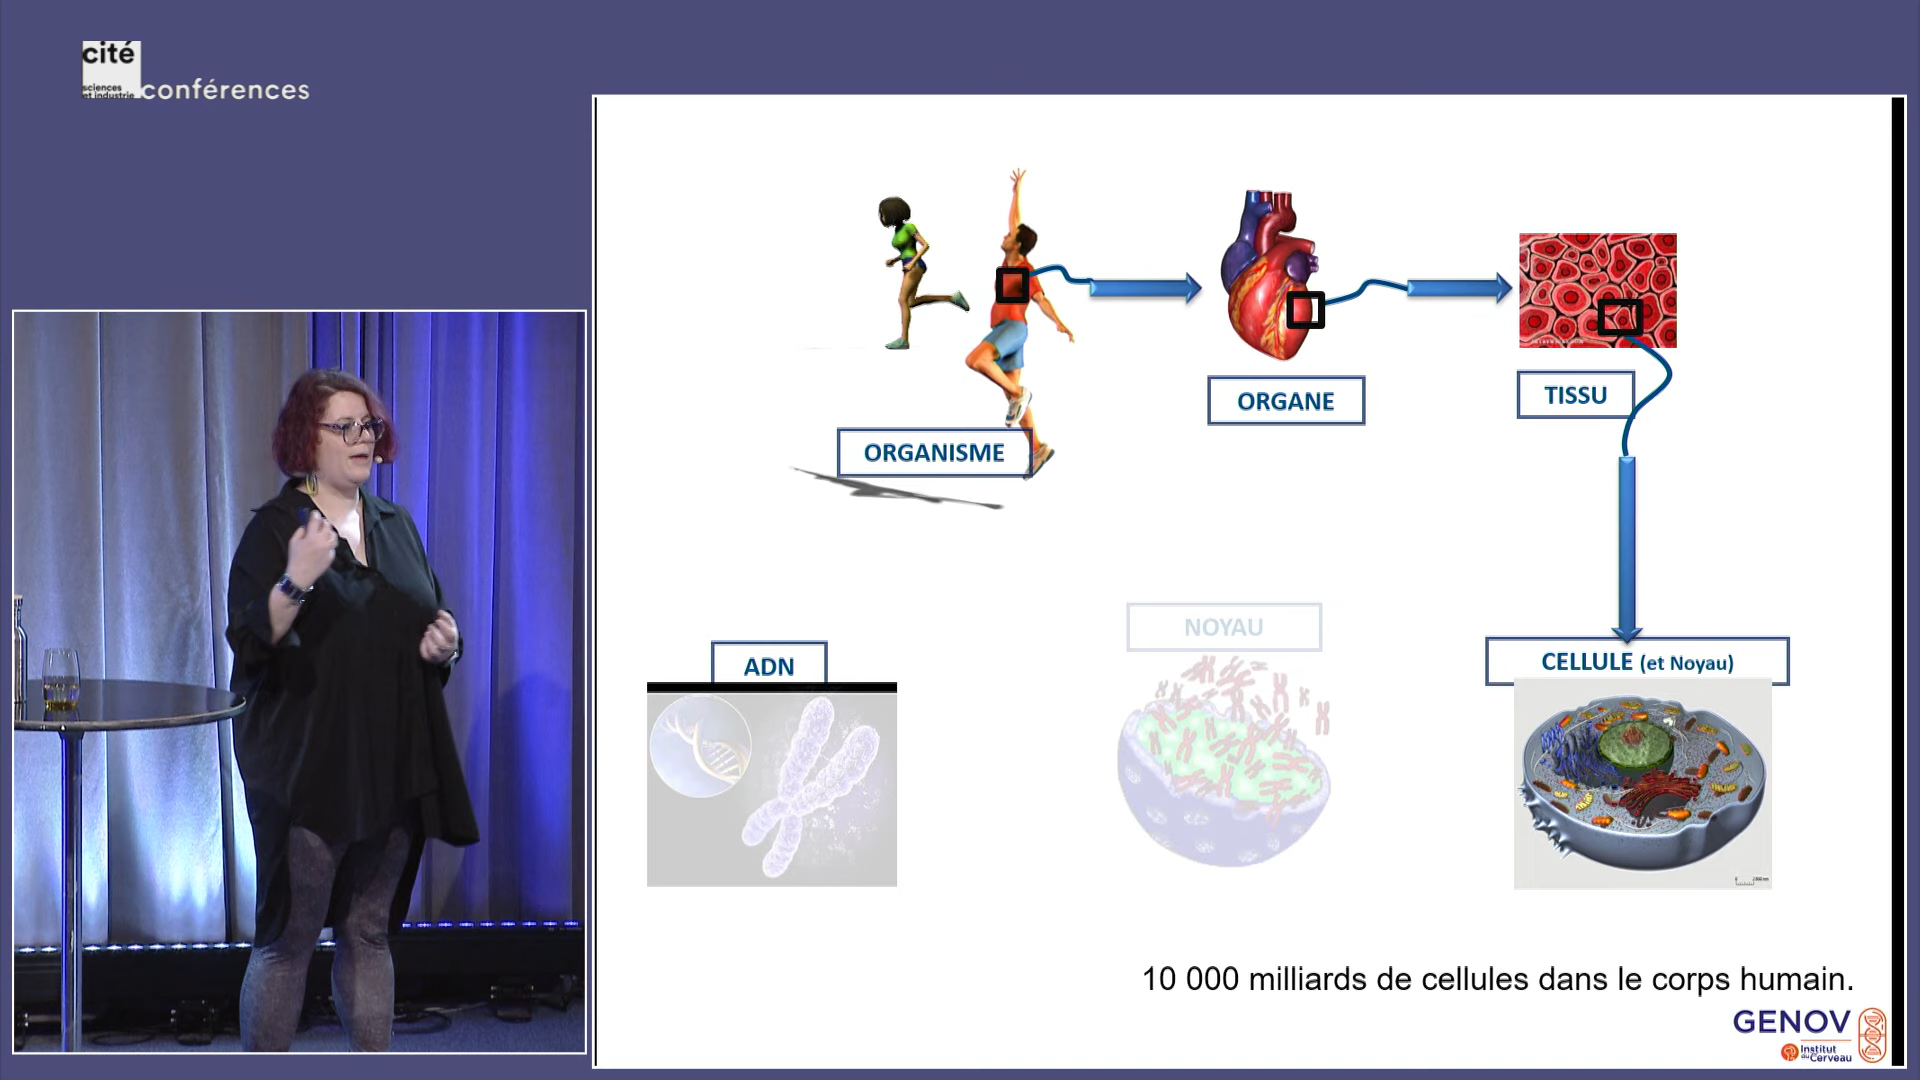 cité
sciences
et industrie
conférences
ORGANISME
ORGANE
TISSU
ADN
NOYAU
CELLULE (et Noyau)
10 000 milliards de cellules dans le corps humain.
GENOV
Institut
du Cerveau